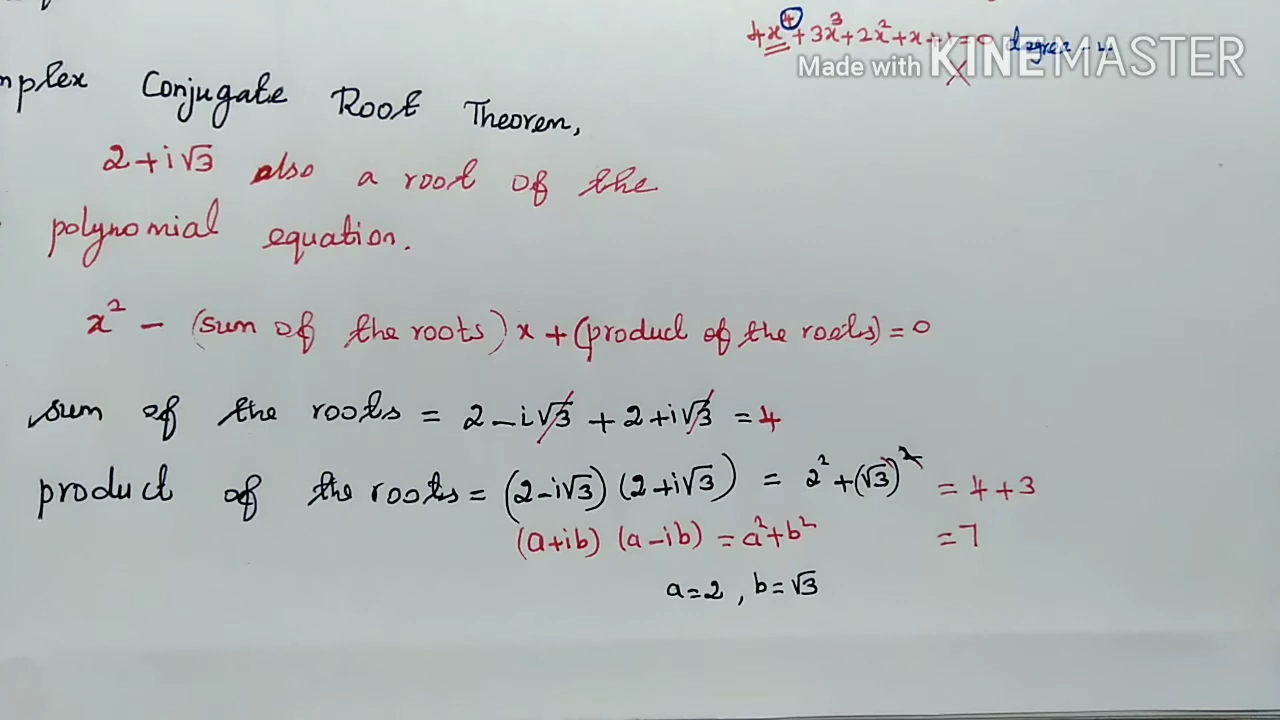 4x⁴+3x³+2x²+x+1=0 degree
Made with KINEMASTER
mplex Conjugate Root Theorem,
2+i√3 also a root of the
polynomial equation.
x² - (sum of the roots) x + (product of the roots) = 0
sum of the roots = 2-i√3 + 2+i√3 = 4
product of the roots = (2-i√3) (2+i√3) = 2² + (√3)² = 4+3
(a+ib) (a-ib) = a²+b² = 7
a=2, b=√3